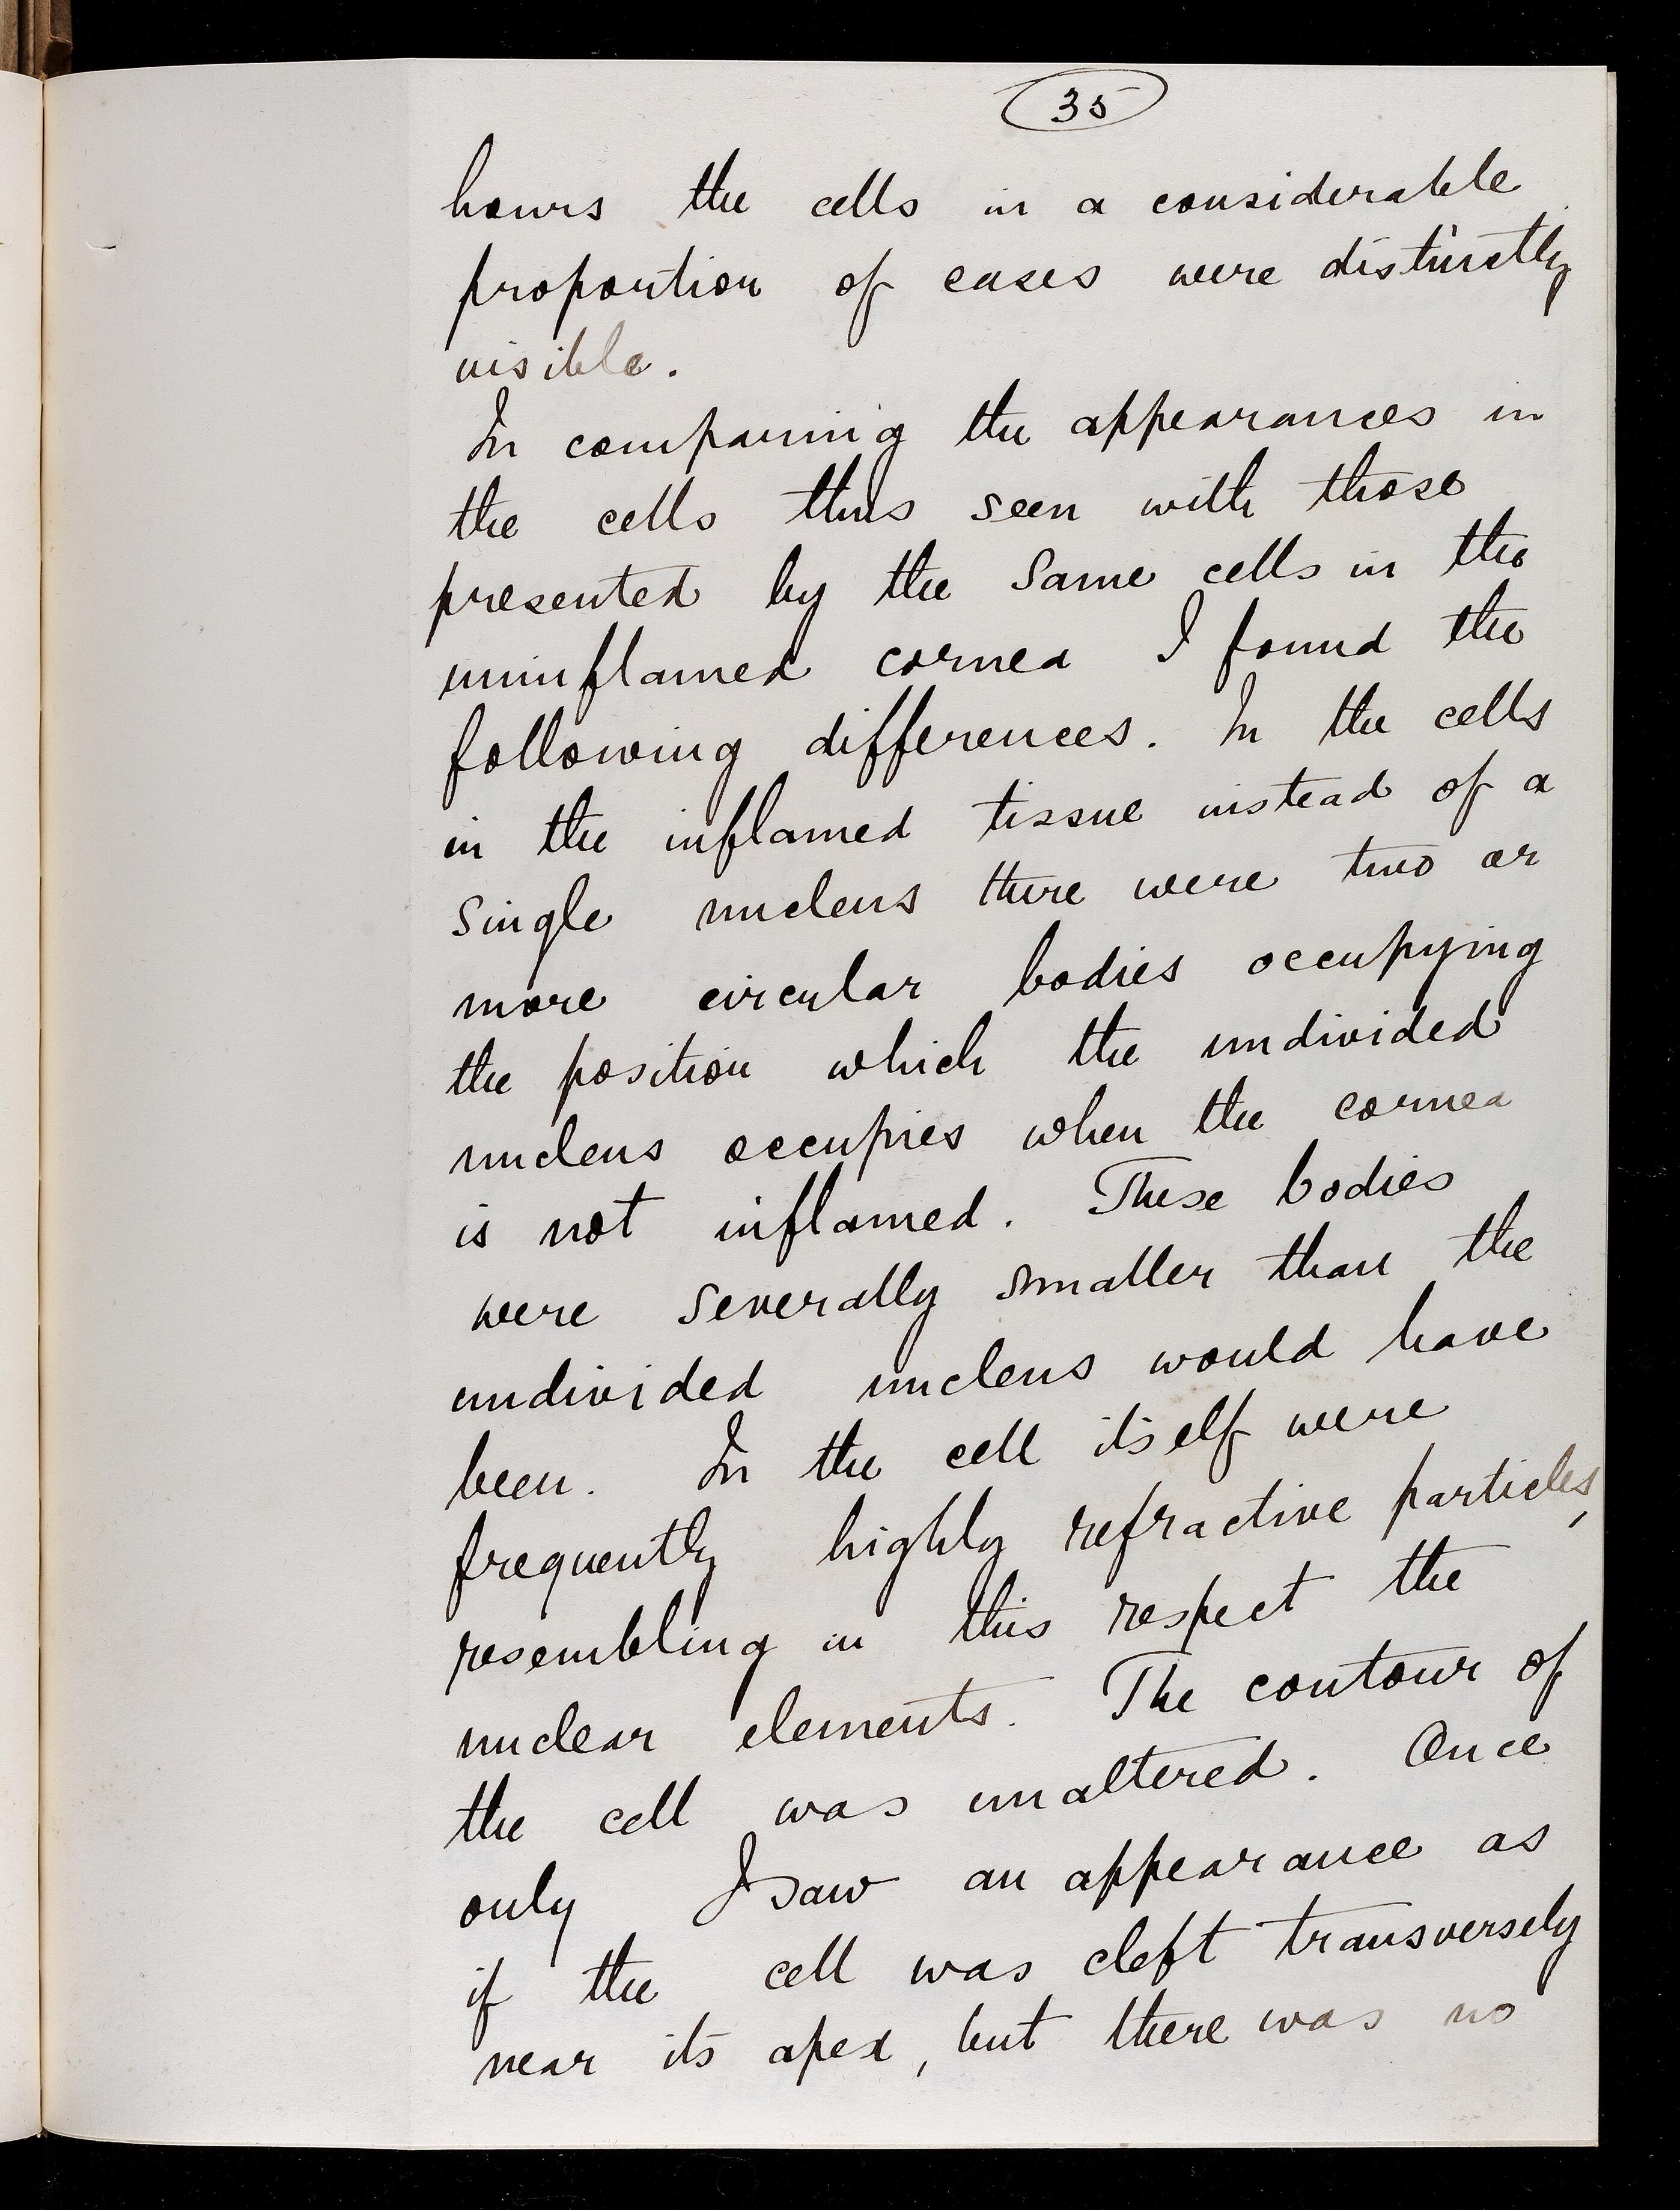 35
hours the cells in a considerable
proportion of cases were distinctly
visible.
In comparing the appearances in
the cells thus seen with those
presented by the same cells in the
uninflamed cornea I found the
following differences. In the cells
in the inflamed tissue instead of a
single nucleus there were two or
more circular bodies occupying
the position which the undivided
nucleus occupies when the cornea
is not inflamed. These bodies
were severally smaller than the
undivided nucleus would have
been. In the cell itself were
frequently highly refractive particles,
resembling in this respect the
nuclear elements. The contour of
the cell was unaltered. Once
only I saw an appearance as
if the cell was cleft transversely
near its apex, but there was no